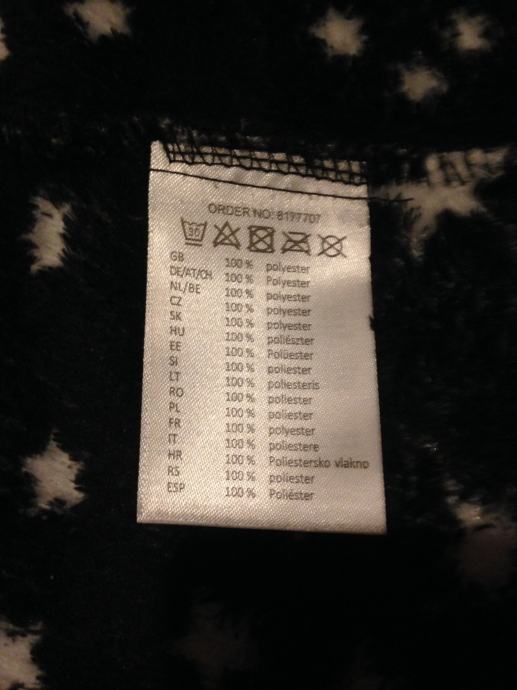 ORDER NO: 8177707
30
GB 100 % polyester
DE/AT/CH 100 % Polyester
NL/BE 100 % polyester
CZ 100 % polyester
SK 100 % polyester
HU 100 % poliészter
EE 100 % Polüester
SI 100 % poliester
LT 100 % poliesteris
RO 100 % poliester
PL 100 % poliester
FR 100 % polyester
IT 100 % poliestere
HR 100 % Poliestersko vlakno
RS 100 % poliester
ESP 100 % Poliéster